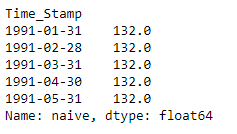 Time_Stamp
1991-01-31    132.0
1991-02-28    132.0
1991-03-31    132.0
1991-04-30    132.0
1991-05-31    132.0
Name: naive, dtype: float64